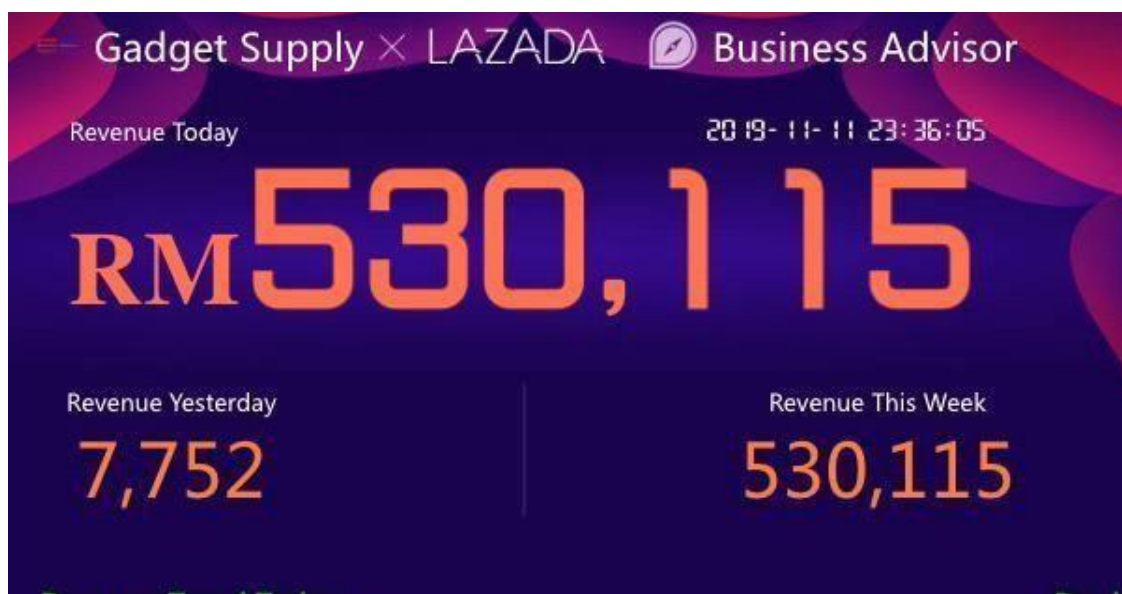 Gadget Supply × LAZADA Business Advisor
Revenue Today 2019-11-11 23:36:05
RM530,115
Revenue Yesterday Revenue This Week
7,752 530,115